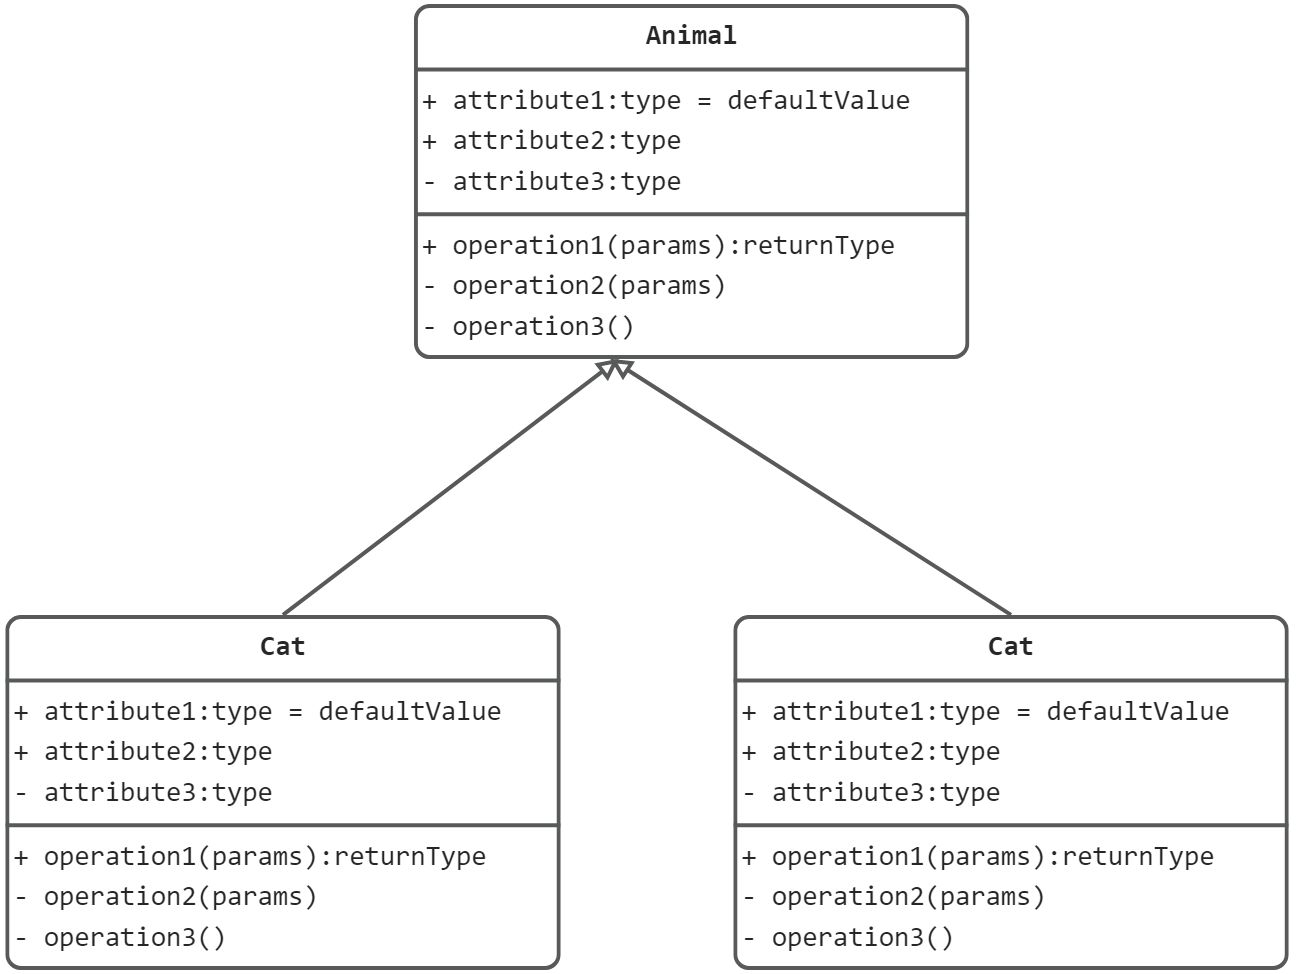 Animal
+ attribute1:type = defaultValue
+ attribute2:type
- attribute3:type
+ operation1(params):returnType
- operation2(params)
- operation3()
Cat
+ attribute1:type = defaultValue
+ attribute2:type
- attribute3:type
+ operation1(params):returnType
- operation2(params)
- operation3()
Cat
+ attribute1:type = defaultValue
+ attribute2:type
- attribute3:type
+ operation1(params):returnType
- operation2(params)
- operation3()